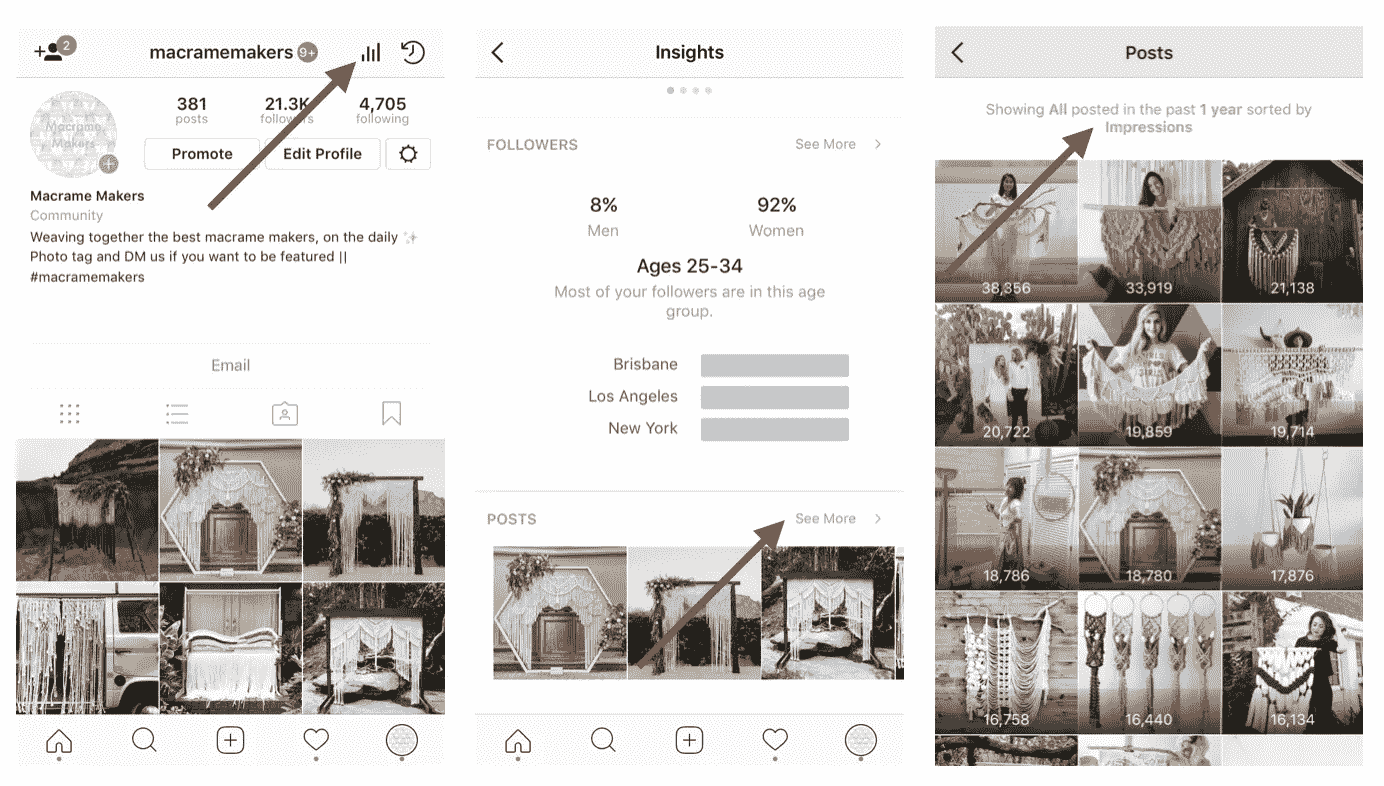 2
macramemakers 9+
381
21.3K
4,705
posts
followers
following
Macrame
Makers
Promote
Edit Profile
Macrame Makers
Community
Weaving together the best macrame makers, on the daily ✨
Photo tag and DM us if you want to be featured ||
#macramemakers
Email
Insights
FOLLOWERS
See More
8%
92%
Men
Women
Ages 25-34
Most of your followers are in this age
group.
Brisbane
Los Angeles
New York
POSTS
See More
Posts
Showing All posted in the past 1 year sorted by
Impressions
38,356
33,919
21,138
20,722
19,859
19,714
18,786
18,780
17,876
16,758
16,440
16,134